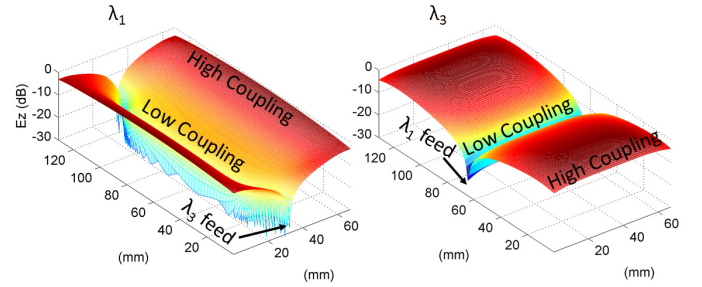 λ1
λ3
High Coupling
Low Coupling
λ3 feed
Ez (dB)
0
-10
-20
-30
120
100
80
60
40
20
20
40
60
(mm)
(mm)
λ1 feed
Low Coupling
High Coupling
0
-10
-20
-30
120
100
80
60
40
20
20
40
60
(mm)
(mm)